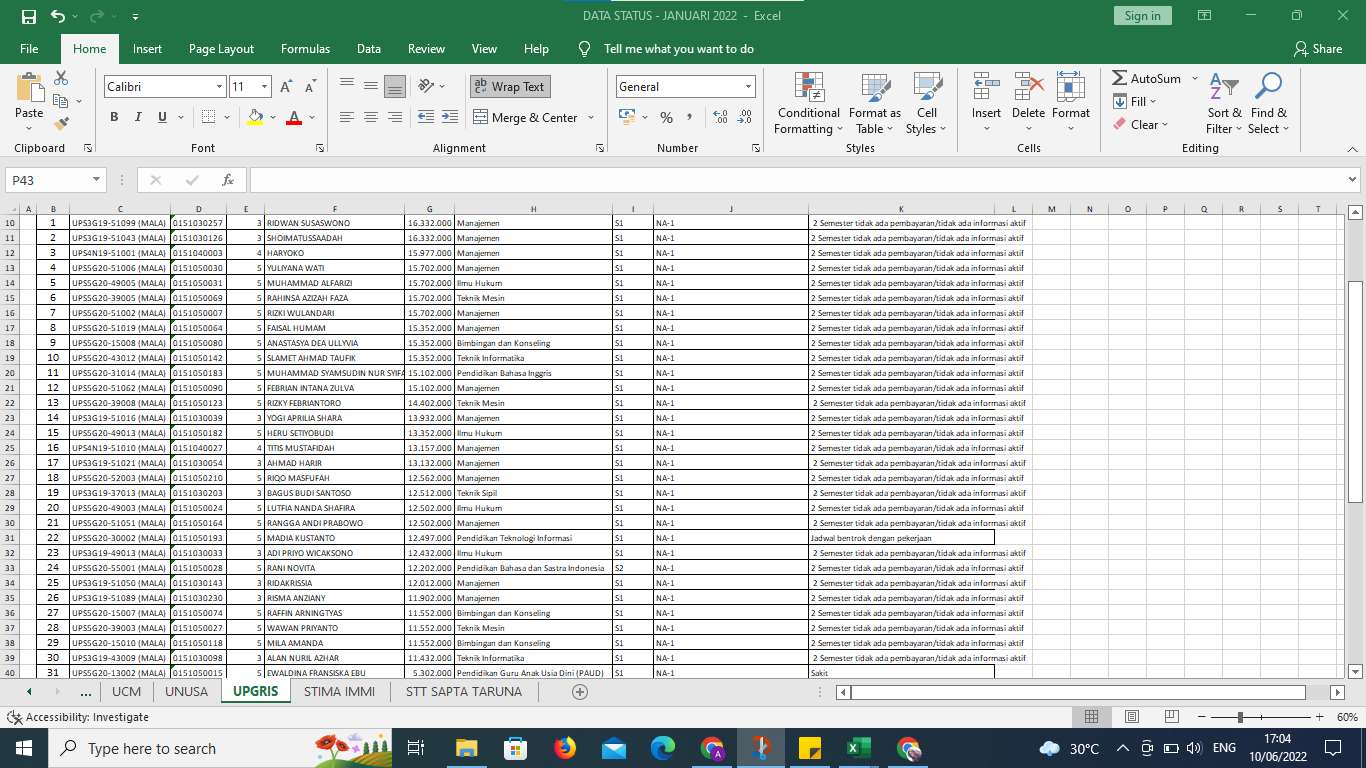 DATA STATUS - JANUARI 2022 - Excel
Sign in
File Home Insert Page Layout Formulas Data Review View Help Tell me what you want to do Share
Paste
Calibri 11
Wrap Text
General
Merge & Center
Conditional Formatting
Format as Table
Cell Styles
Insert Delete Format
AutoSum
Fill
Clear
Sort & Filter
Find & Select
Clipboard Font Alignment Number Styles Cells Editing
P43 fx
A B C D E F G H I J K L M N O P Q R S T
10 1 UPS3G19-51099 (MALA) 0151030257 3 RIDWAN SUSASWONO 16.332.000 Manajemen S1 NA-1 2 Semester tidak ada pembayaran/tidak ada informasi aktif
11 2 UPS3G19-51043 (MALA) 0151030126 3 SHOIMATUSSAADAH 16.332.000 Manajemen S1 NA-1 2 Semester tidak ada pembayaran/tidak ada informasi aktif
12 3 UPS4N19-51001 (MALA) 0151040003 4 HARYOKO 15.977.000 Manajemen S1 NA-1 2 Semester tidak ada pembayaran/tidak ada informasi aktif
13 4 UPS5G20-51006 (MALA) 0151050030 5 YULIYANA WATI 15.702.000 Manajemen S1 NA-1 2 Semester tidak ada pembayaran/tidak ada informasi aktif
14 5 UPS5G20-49005 (MALA) 0151050031 5 MUHAMMAD ALFARIZI 15.702.000 Ilmu Hukum S1 NA-1 2 Semester tidak ada pembayaran/tidak ada informasi aktif
15 6 UPS5G20-39005 (MALA) 0151050069 5 RAHINSA AZIZAH FAZA 15.702.000 Teknik Mesin S1 NA-1 2 Semester tidak ada pembayaran/tidak ada informasi aktif
16 7 UPS5G20-51002 (MALA) 0151050007 5 RIZKI WULANDARI 15.702.000 Manajemen S1 NA-1 2 Semester tidak ada pembayaran/tidak ada informasi aktif
17 8 UPS5G20-51019 (MALA) 0151050064 5 FAISAL HUMAM 15.352.000 Manajemen S1 NA-1 2 Semester tidak ada pembayaran/tidak ada informasi aktif
18 9 UPS5G20-15008 (MALA) 0151050080 5 ANASTASYA DEA ULLYVIA 15.352.000 Bimbingan dan Konseling S1 NA-1 2 Semester tidak ada pembayaran/tidak ada informasi aktif
19 10 UPS5G20-43012 (MALA) 0151050142 5 SLAMET AHMAD TAUFIK 15.352.000 Teknik Informatika S1 NA-1 2 Semester tidak ada pembayaran/tidak ada informasi aktif
20 11 UPS5G20-31014 (MALA) 0151050183 5 MUHAMMAD SYAMSUDIN NUR SYIFA 15.102.000 Pendidikan Bahasa Inggris S1 NA-1 2 Semester tidak ada pembayaran/tidak ada informasi aktif
21 12 UPS5G20-51062 (MALA) 0151050090 5 FEBRIAN INTANA ZULVA 15.102.000 Manajemen S1 NA-1 2 Semester tidak ada pembayaran/tidak ada informasi aktif
22 13 UPS5G20-39008 (MALA) 0151050123 5 RIZKY FEBRIANTORO 14.402.000 Teknik Mesin S1 NA-1 2 Semester tidak ada pembayaran/tidak ada informasi aktif
23 14 UPS3G19-51016 (MALA) 0151030039 3 YOGI APRILIA SHARA 13.932.000 Manajemen S1 NA-1 2 Semester tidak ada pembayaran/tidak ada informasi aktif
24 15 UPS5G20-49013 (MALA) 0151050182 5 HERU SETIYOBUDI 13.352.000 Ilmu Hukum S1 NA-1 2 Semester tidak ada pembayaran/tidak ada informasi aktif
25 16 UPS4N19-51010 (MALA) 0151040027 4 TITIS MUSTAFIDAH 13.157.000 Manajemen S1 NA-1 2 Semester tidak ada pembayaran/tidak ada informasi aktif
26 17 UPS3G19-51021 (MALA) 0151030054 3 AHMAD HARIR 13.132.000 Manajemen S1 NA-1 2 Semester tidak ada pembayaran/tidak ada informasi aktif
27 18 UPS5G20-52003 (MALA) 0151050210 5 RIQO MASFUFAH 12.562.000 Manajemen S1 NA-1 2 Semester tidak ada pembayaran/tidak ada informasi aktif
28 19 UPS3G19-37013 (MALA) 0151030203 3 BAGUS BUDI SANTOSO 12.512.000 Teknik Sipil S1 NA-1 2 Semester tidak ada pembayaran/tidak ada informasi aktif
29 20 UPS5G20-49003 (MALA) 0151050024 5 LUTFIA NANDA SHAFIRA 12.502.000 Ilmu Hukum S1 NA-1 2 Semester tidak ada pembayaran/tidak ada informasi aktif
30 21 UPS5G20-51051 (MALA) 0151050164 5 RANGGA ANDI PRABOWO 12.502.000 Manajemen S1 NA-1 2 Semester tidak ada pembayaran/tidak ada informasi aktif
31 22 UPS5G20-30002 (MALA) 0151050193 5 MADIA KUSTANTO 12.497.000 Pendidikan Teknologi Informasi S1 NA-1 Jadwal bentrok dengan pekerjaan
32 23 UPS3G19-49013 (MALA) 0151030033 3 ADI PRIYO WICAKSONO 12.432.000 Ilmu Hukum S1 NA-1 2 Semester tidak ada pembayaran/tidak ada informasi aktif
33 24 UPS5G20-55001 (MALA) 0151050028 5 RANI NOVITA 12.202.000 Pendidikan Bahasa dan Sastra Indonesia S2 NA-1 2 Semester tidak ada pembayaran/tidak ada informasi aktif
34 25 UPS3G19-51050 (MALA) 0151030143 3 RIDAKRISSIA 12.012.000 Manajemen S1 NA-1 2 Semester tidak ada pembayaran/tidak ada informasi aktif
35 26 UPS3G19-51089 (MALA) 0151030230 3 RISMA ANZIANY 11.902.000 Manajemen S1 NA-1 2 Semester tidak ada pembayaran/tidak ada informasi aktif
36 27 UPS5G20-15007 (MALA) 0151050074 5 RAFFIN ARNINGTYAS 11.552.000 Bimbingan dan Konseling S1 NA-1 2 Semester tidak ada pembayaran/tidak ada informasi aktif
37 28 UPS5G20-39003 (MALA) 0151050027 5 WAWAN PRIYANTO 11.552.000 Teknik Mesin S1 NA-1 2 Semester tidak ada pembayaran/tidak ada informasi aktif
38 29 UPS5G20-15010 (MALA) 0151050118 5 MILA AMANDA 11.552.000 Bimbingan dan Konseling S1 NA-1 2 Semester tidak ada pembayaran/tidak ada informasi aktif
39 30 UPS3G19-43009 (MALA) 0151030098 3 ALAN NURIL AZHAR 11.432.000 Teknik Informatika S1 NA-1 2 Semester tidak ada pembayaran/tidak ada informasi aktif
40 31 UPS5G20-13002 (MALA) 0151050015 5 EWALDINA FRANSISKA EBU 5.302.000 Pendidikan Guru Anak Usia Dini (PAUD) S1 NA-1 Sakit
... UCM UNUSA UPGRIS STIMA IMMI STT SAPTA TARUNA
Accessibility: Investigate 60%
Type here to search 30°C ENG 17:04
10/06/2022